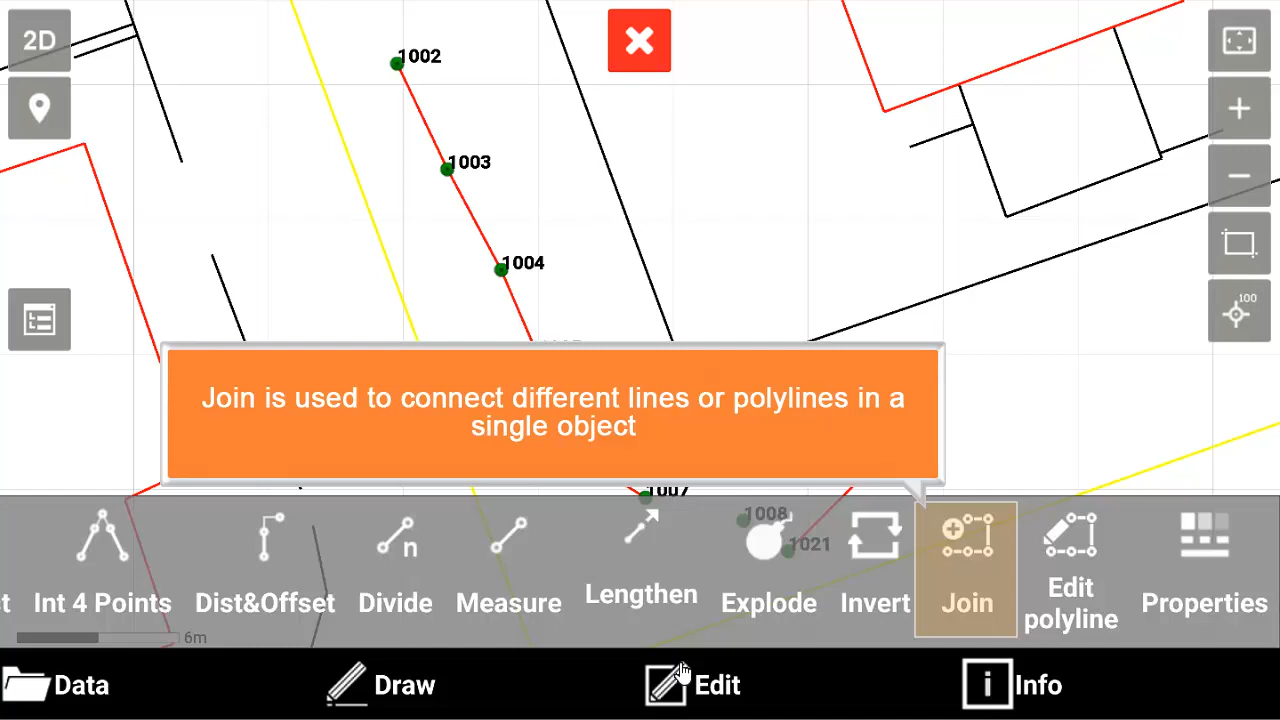 2D
1002
1003
1004
100
Join is used to connect different lines or polylines in a
single object
1007
1008
1021
n
Int 4 Points
Dist&Offset
Divide
Measure
Lengthen
Explode
Invert
Join
Edit
polyline
Properties
6m
Data
Draw
Edit
i
Info